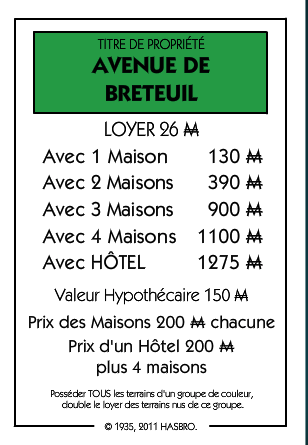 TITRE DE PROPRIÉTÉ
AVENUE DE
BRETEUIL
LOYER 26 ₩
Avec 1 Maison 130 ₩
Avec 2 Maisons 390 ₩
Avec 3 Maisons 900 ₩
Avec 4 Maisons 1100 ₩
Avec HÔTEL 1275 ₩
Valeur Hypothécaire 150 ₩
Prix des Maisons 200 ₩ chacune
Prix d'un Hôtel 200 ₩
plus 4 maisons
Posséder TOUS les terrains d'un groupe de couleur,
double le loyer des terrains nus de ce groupe.
© 1935, 2011 HASBRO.